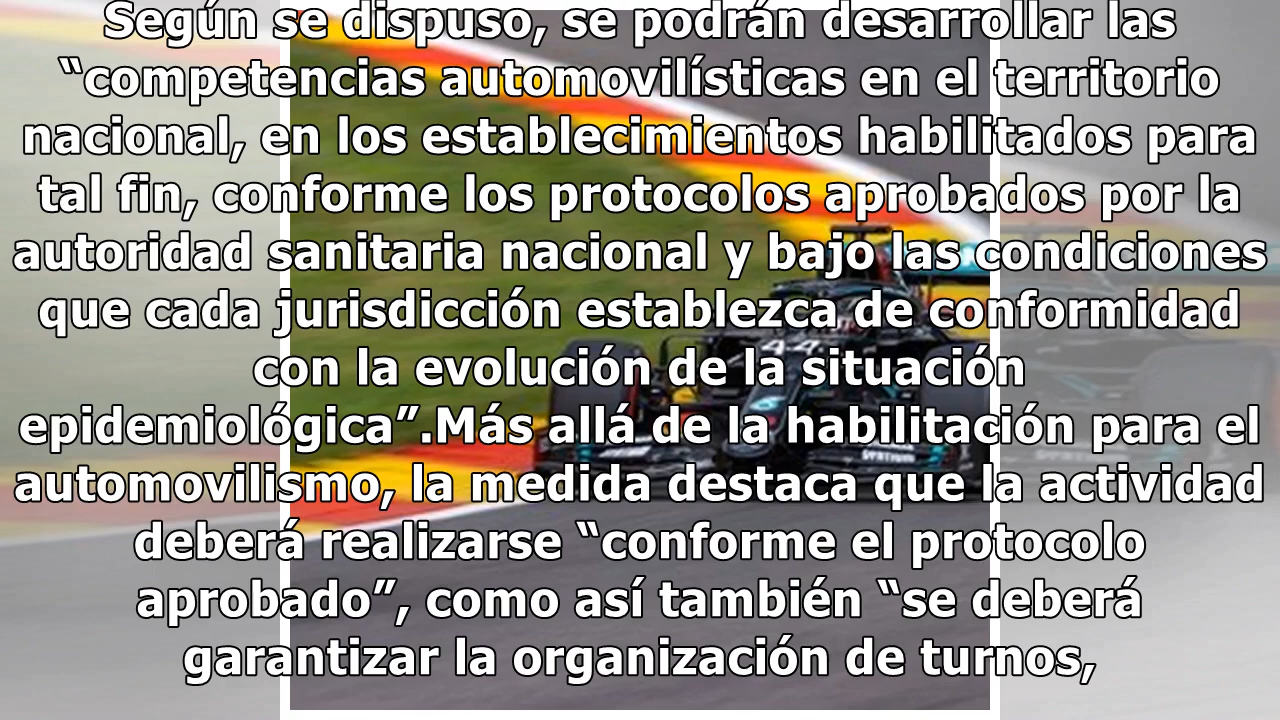 Según se dispuso, se podrán desarrollar las
“competencias automovilísticas en el territorio
nacional, en los establecimientos habilitados para
tal fin, conforme los protocolos aprobados por la
autoridad sanitaria nacional y bajo las condiciones
que cada jurisdicción establezca de conformidad
con la evolución de la situación
epidemiológica”.Más allá de la habilitación para el
automovilismo, la medida destaca que la actividad
deberá realizarse “conforme el protocolo
aprobado”, como así también “se deberá
garantizar la organización de turnos,
44